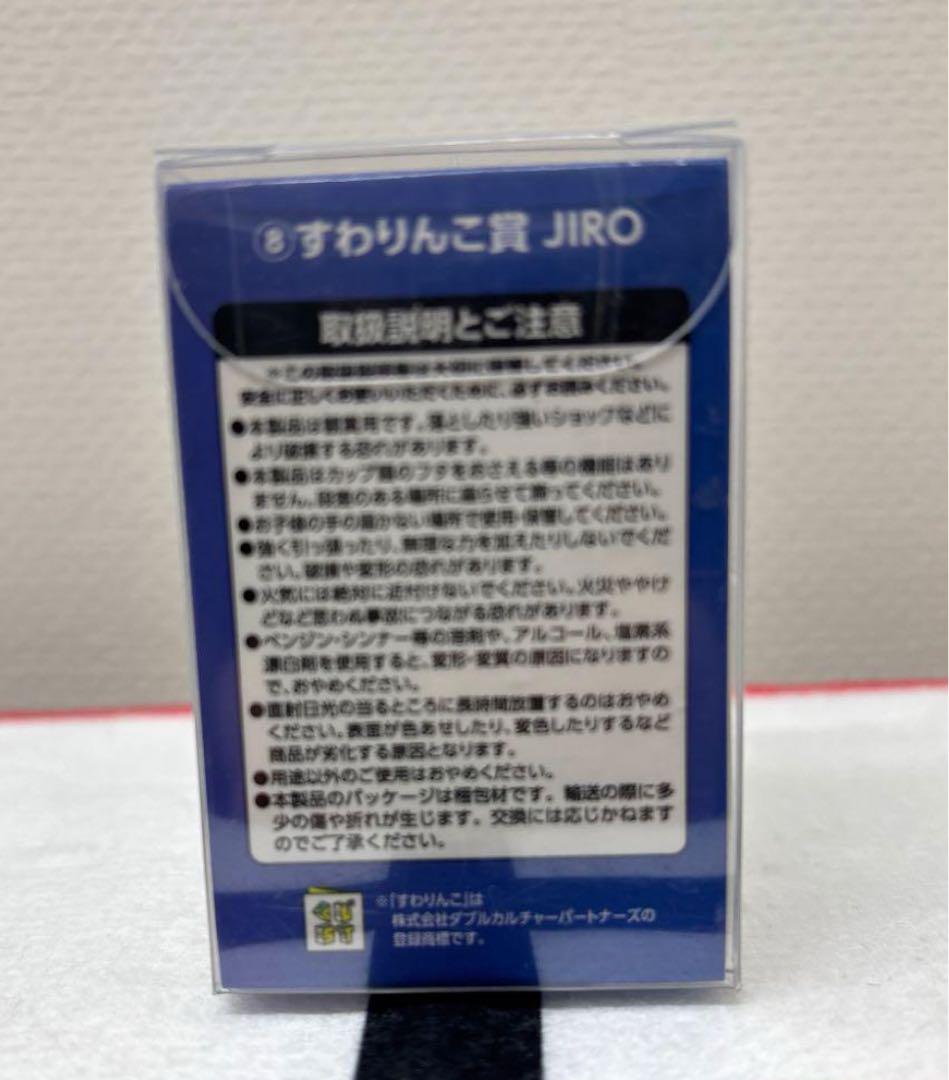 ⑧すわりんこ賞 JIRO
取扱説明とご注意
※この取扱説明書は大切に保管してください。
安全に正しくお使いいただくために、必ずお読みください。
●本製品は観賞用です。落としたり強いショックなどに
より破損する恐れがあります。
●本製品はカップ麺のフタをおさえる等の機能はあり
ません。段差のある場所に座らせて飾ってください。
●お子様の手の届かない場所で使用・保管してください。
●強く引っ張ったり、無理な力を加えたりしないでくだ
さい。破損や変形の恐れがあります。
●火気には絶対に近付けないでください。火災ややけ
どなど思わぬ事故につながる恐れがあります。
●ベンジン・シンナー等の溶剤や、アルコール、塩素系
漂白剤を使用すると、変形・変質の原因になりますの
で、おやめください。
●直射日光の当るところに長時間放置するのはおやめ
ください。表面が色あせしたり、変色したりするなど
商品が劣化する原因となります。
●用途以外のご使用はおやめください。
●本製品のパッケージは梱包材です。輸送の際に多
少の傷や折れが生じます。交換には応じかねます
のでご了承ください。
※「すわりんこ」は
株式会社ダブルカルチャーパートナーズの
登録商標です。